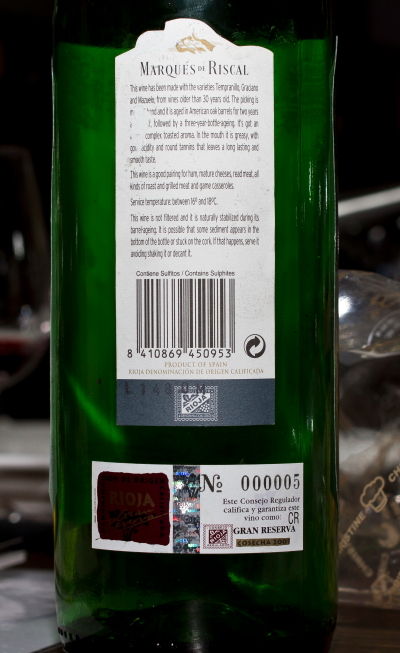 MARQUÉS DE RISCAL
This wine has been made with the varieties Tempranillo, Graciano
and Mazuelo, from vines older than 30 years old. The picking is
hand and it is aged in American oak barrels for two years
followed by a three-year-bottle-ageing. It's got an
complex toasted aroma. In the mouth it is greasy, with
acidity and round tannins that leaves a long lasting and
smooth taste.
This wine is a good pairing for ham, mature cheeses, read meat, all
kinds of roast and grilled meat and game casseroles.
Service temperature: between 16º and 18ºC.
This wine is not filtered and it is naturally stabilized during its
barrel-ageing. It is possible that some sediment appears in the
bottom of the bottle or stuck on the cork. If that happens, serve it
avoiding shaking it or decant it.
Contiene Sulfitos / Contains Sulphites
8 410869 450953
PRODUCT OF SPAIN
RIOJA DENOMINACIÓN DE ORIGEN CALIFICADA
RIOJA
RIOJA
Nº 000005
Este Consejo Regulador
califica y garantiza este
vino como: CR
GRAN RESERVA
COSECHA 2007